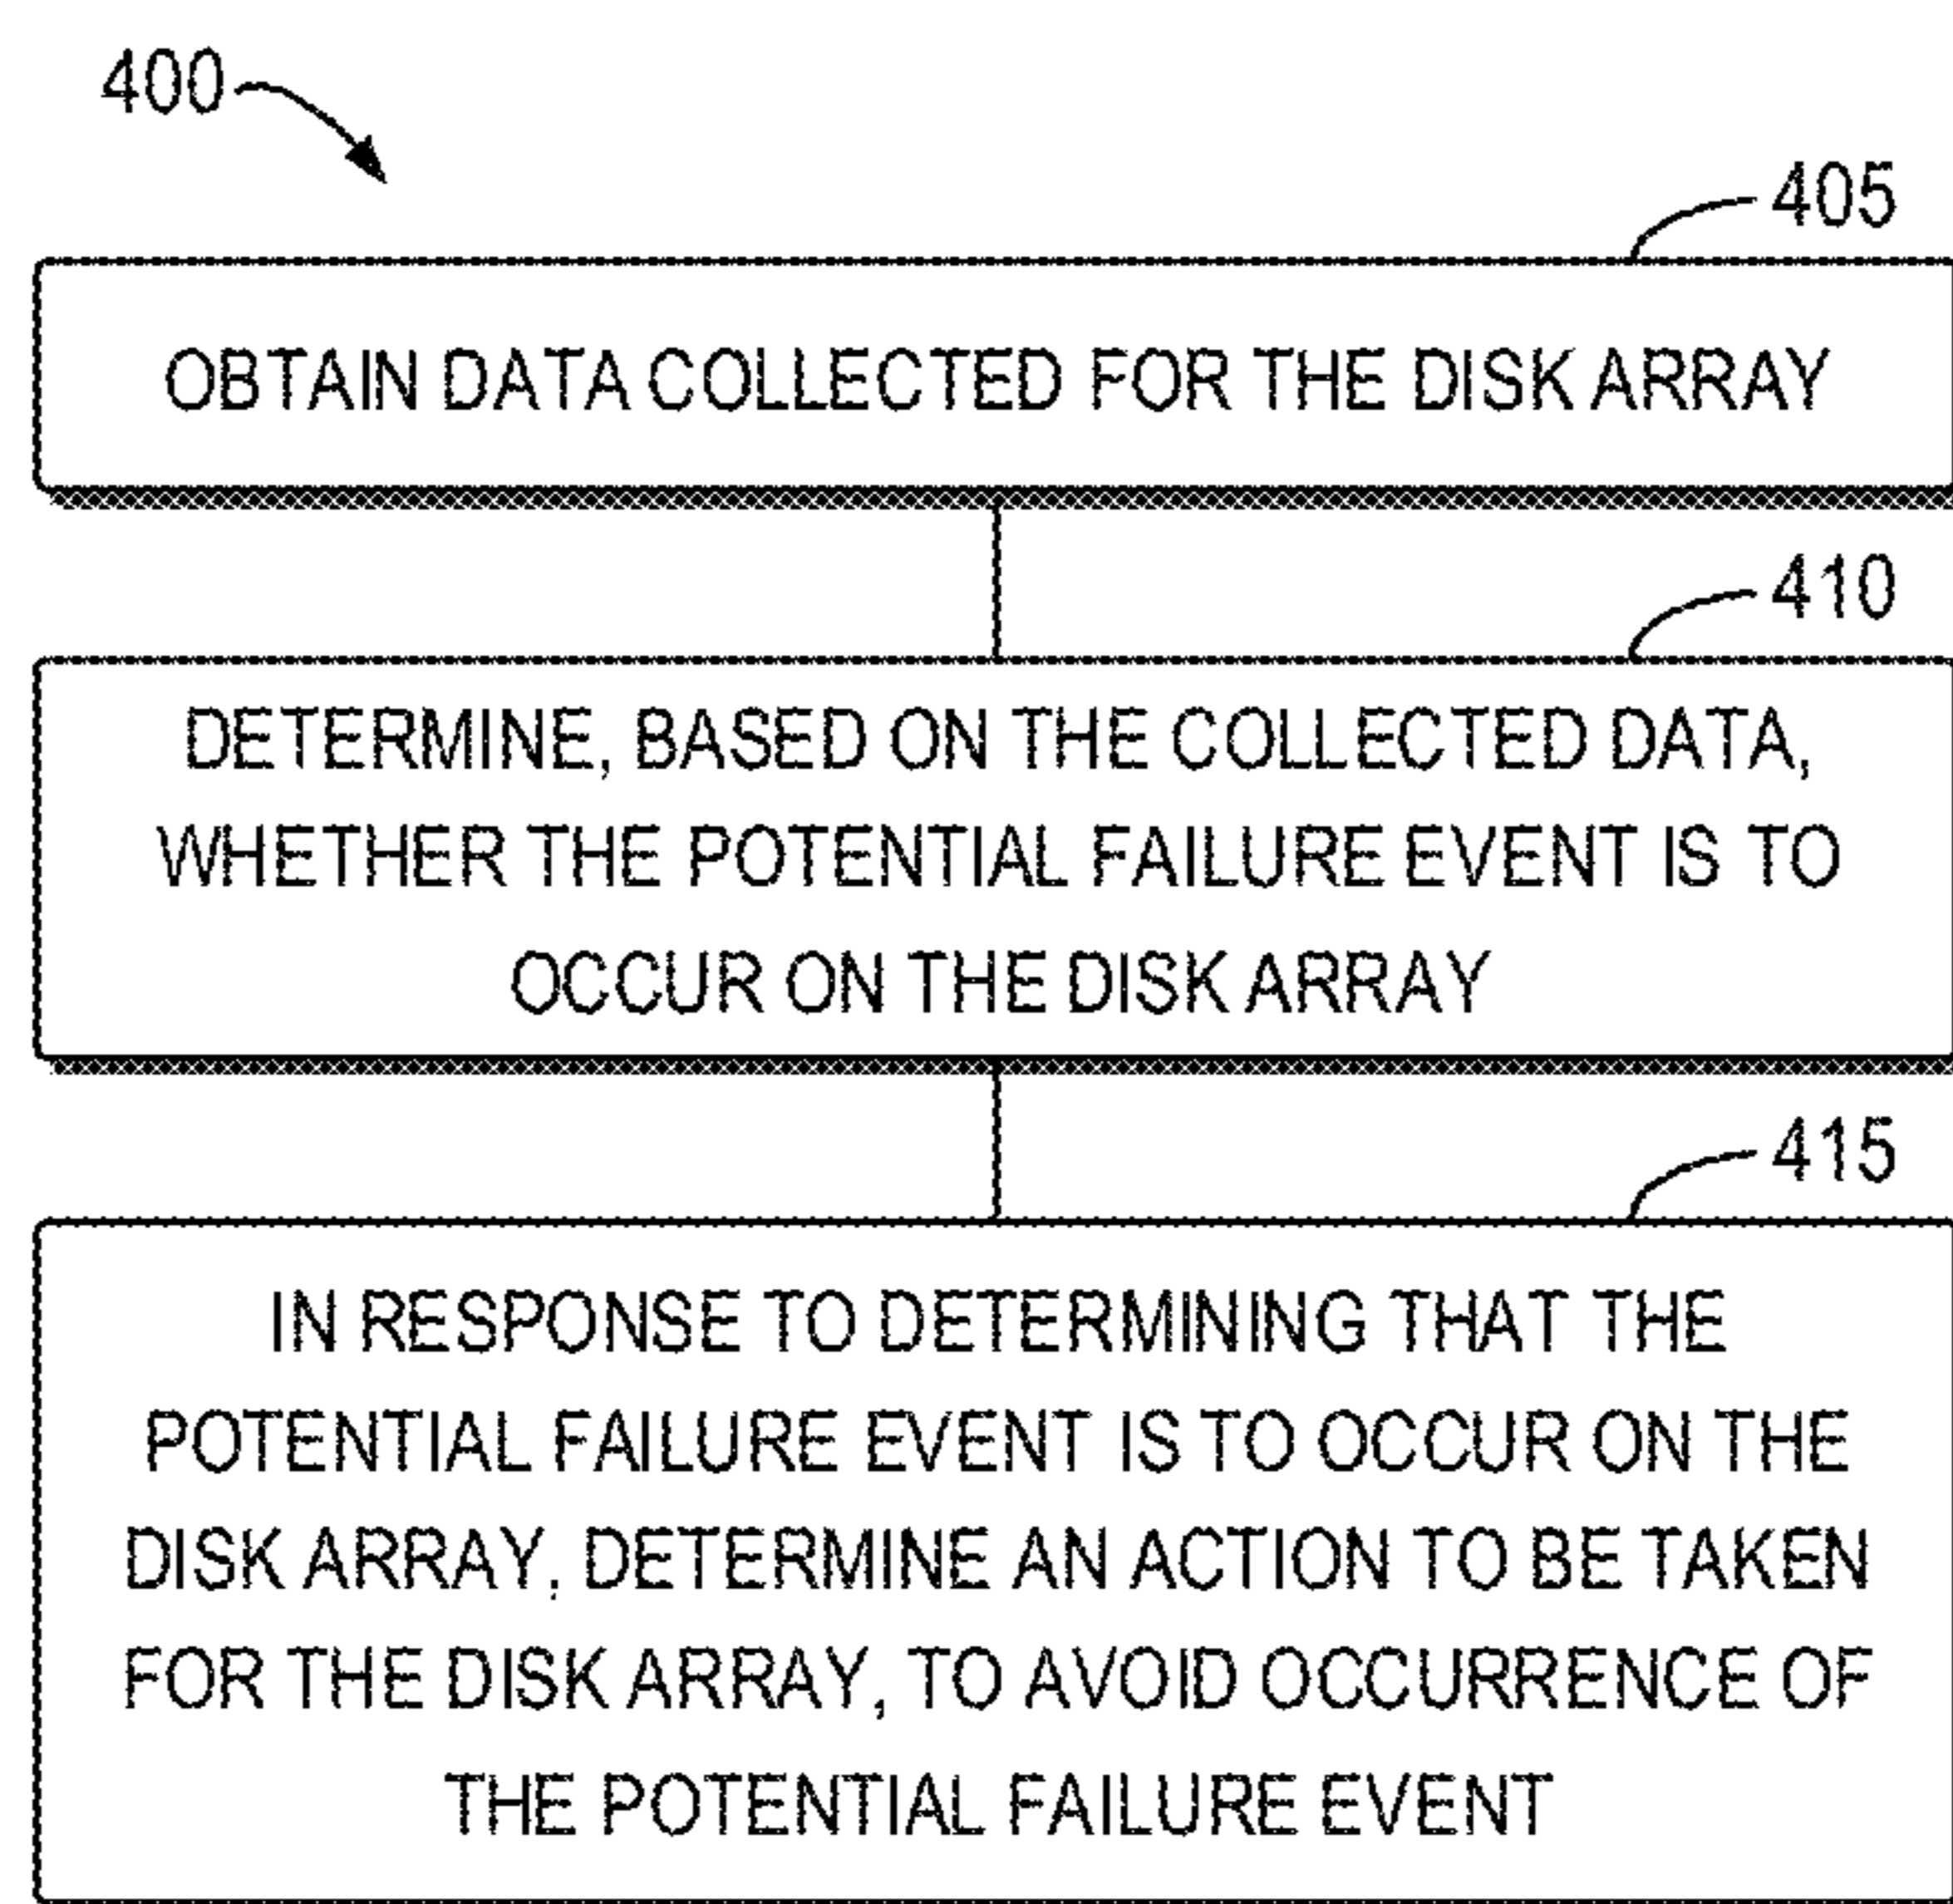 400
405
OBTAIN DATA COLLECTED FOR THE DISK ARRAY
410
DETERMINE, BASED ON THE COLLECTED DATA,
WHETHER THE POTENTIAL FAILURE EVENT IS TO
OCCUR ON THE DISK ARRAY
415
IN RESPONSE TO DETERMINING THAT THE
POTENTIAL FAILURE EVENT IS TO OCCUR ON THE
DISK ARRAY, DETERMINE AN ACTION TO BE TAKEN
FOR THE DISK ARRAY, TO AVOID OCCURRENCE OF
THE POTENTIAL FAILURE EVENT